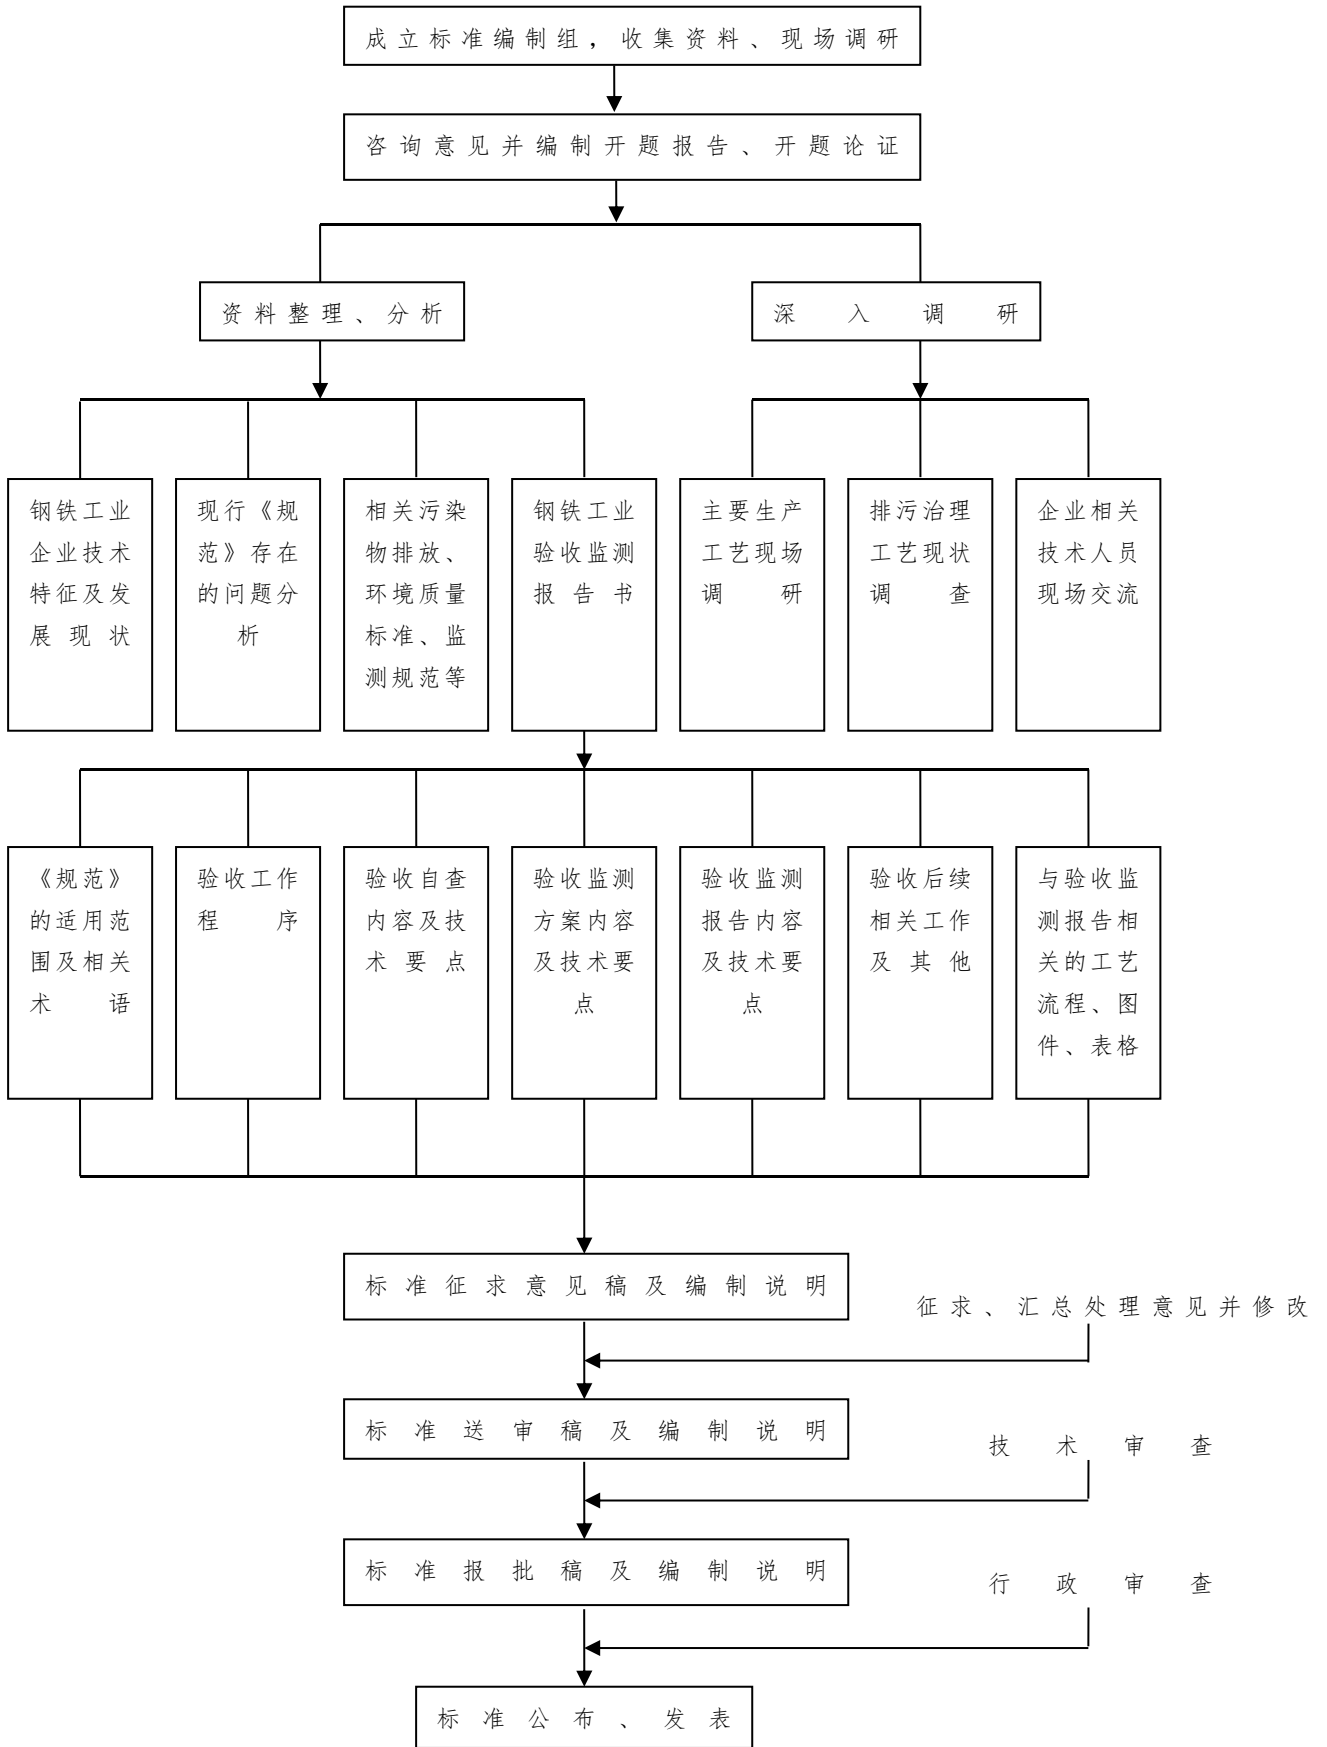 成立标准编制组，收集资料、现场调研
咨询意见并编制开题报告、开题论证
资料整理、分析
深入调研
钢铁工业
企业技术
特征及发
展现状
现行《规
范》存在
的问题分
析
相关污染
物排放、
环境质量
标准、监
测规范等
钢铁工业
验收监测
报告书
主要生产
工艺现场
调研
排污治理
工艺现状
调查
企业相关
技术人员
现场交流
《规范》
的适用范
围及相关
术语
验收工作
程序
验收自查
内容及技
术要点
验收监测
方案内容
及技术要
点
验收监测
报告内容
及技术要
点
验收后续
相关工作
及其他
与验收监
测报告相
关的工艺
流程、图
件、表格
标准征求意见稿及编制说明
征求、汇总处理意见并修改
标准送审稿及编制说明
技术审查
标准报批稿及编制说明
行政审查
标准公布、发表